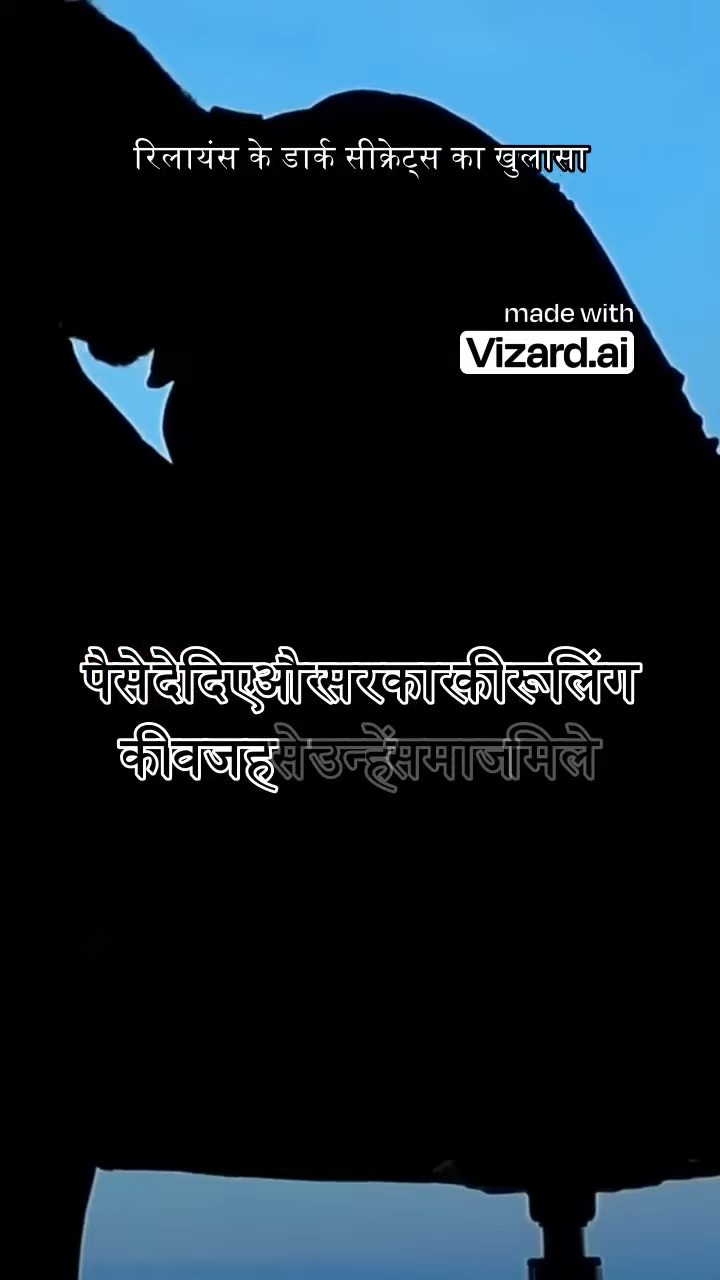 रिलायंस के डार्क सीक्रेट्स का खुलासा
made with
Vizard.ai
पैसेदेदिएऔरसरकारकीरूलिंग
कीवजहसेउन्हेंसमाजमिले